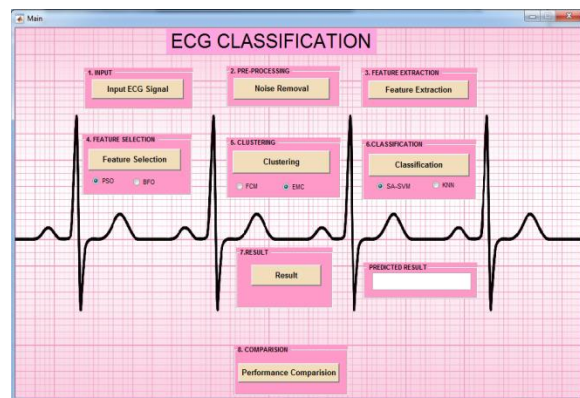 Main
ECG CLASSIFICATION
1. INPUT
Input ECG Signal
2. PRE-PROCESSING
Noise Removal
3. FEATURE EXTRACTION
Feature Extraction
4. FEATURE SELECTION
Feature Selection
PSO
BFO
5. CLUSTERING
Clustering
FCM
EMC
6.CLASSIFICATION
Classification
SA-SVM
KNN
7.RESULT
Result
PREDICTED RESULT
8. COMPARISION
Performance Comparision